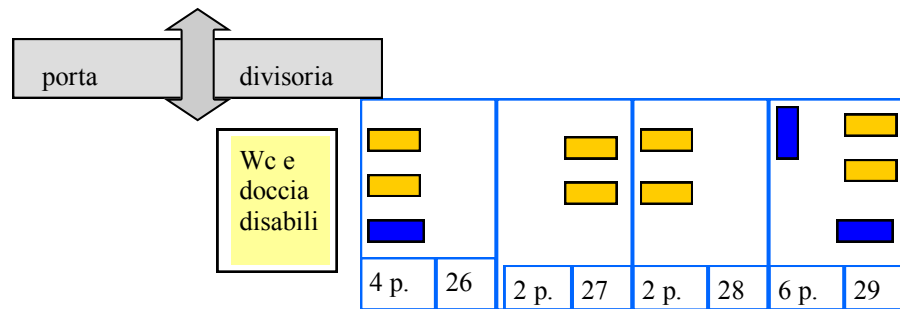 porta divisoria
Wc e
doccia
disabili
4 p. 26 2 p. 27 2 p. 28 6 p. 29